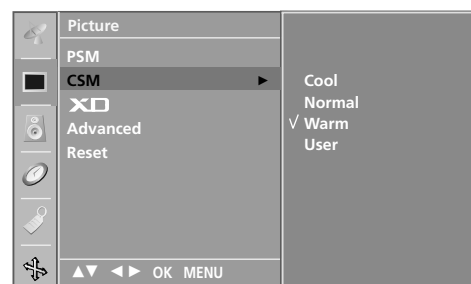 Picture
PSM
CSM ►
XD
Advanced
Reset
▲▼ ◄► OK MENU
Cool
Normal
√ Warm
User